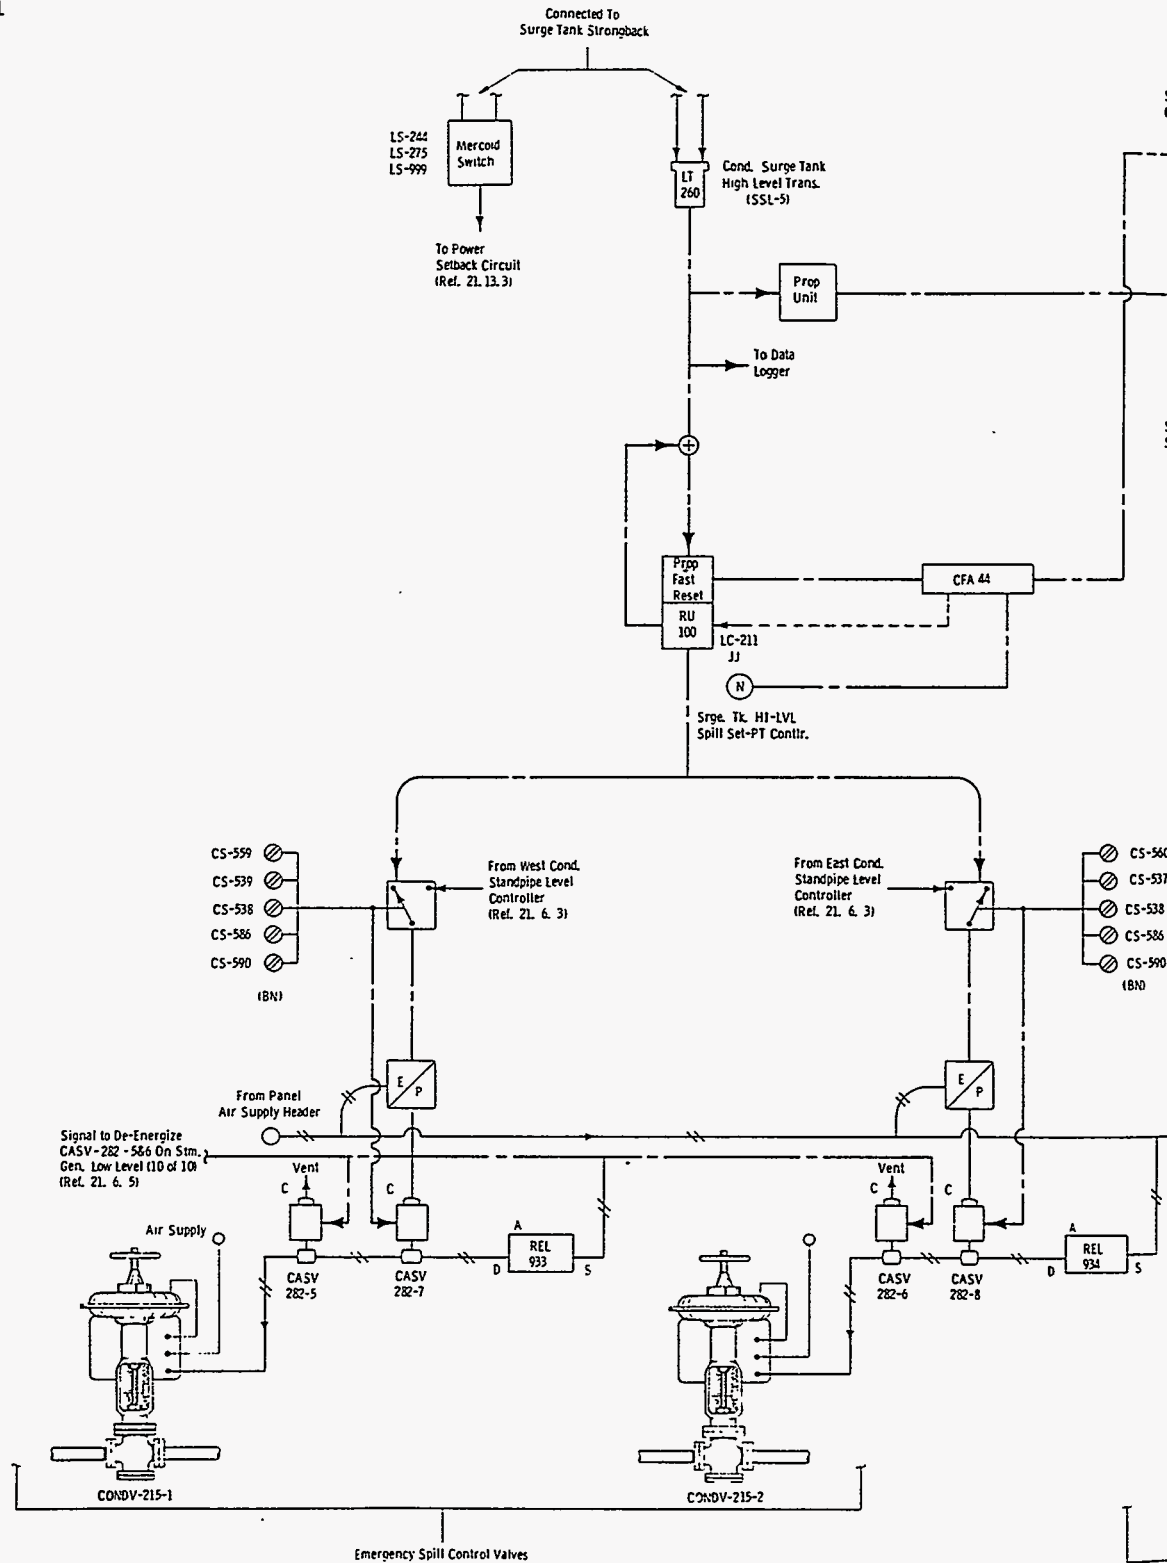 Connected To
Surge Tank Strongback
LS-244
LS-275
LS-999
Mercoid
Switch
LT
260
Cond. Surge Tank
High Level Trans.
(SSL-5)
To Power
Setback Circuit
(Ref. 21.13.3)
Prop
Unit
To Data
Logger
+
Prop
Fast
Reset
RU
100
CFA 44
LC-211
JJ
N
Srge. Tk. HI-LVL
Spill Set-PT Contlr.
CS-559
CS-539
CS-538
CS-586
CS-590
(BN)
From West Cond.
Standpipe Level
Controller
(Ref. 21. 6. 3)
From East Cond.
Standpipe Level
Controller
(Ref. 21. 6. 3)
CS-560
CS-537
CS-538
CS-586
CS-590
(BN)
E
P
E
P
From Panel
Air Supply Header
Signal to De-Energize
CASV-282 -586 On Stm.
Gen. Low Level (10 of 10)
(Ref. 21. 6. 5)
Vent
C
C
Vent
C
C
Air Supply
A
REL
933
D
S
A
REL
934
D
S
CASV
282-5
CASV
282-7
CASV
282-6
CASV
282-8
CONDV-215-1
CONDV-215-2
Emergency Spill Control Valves